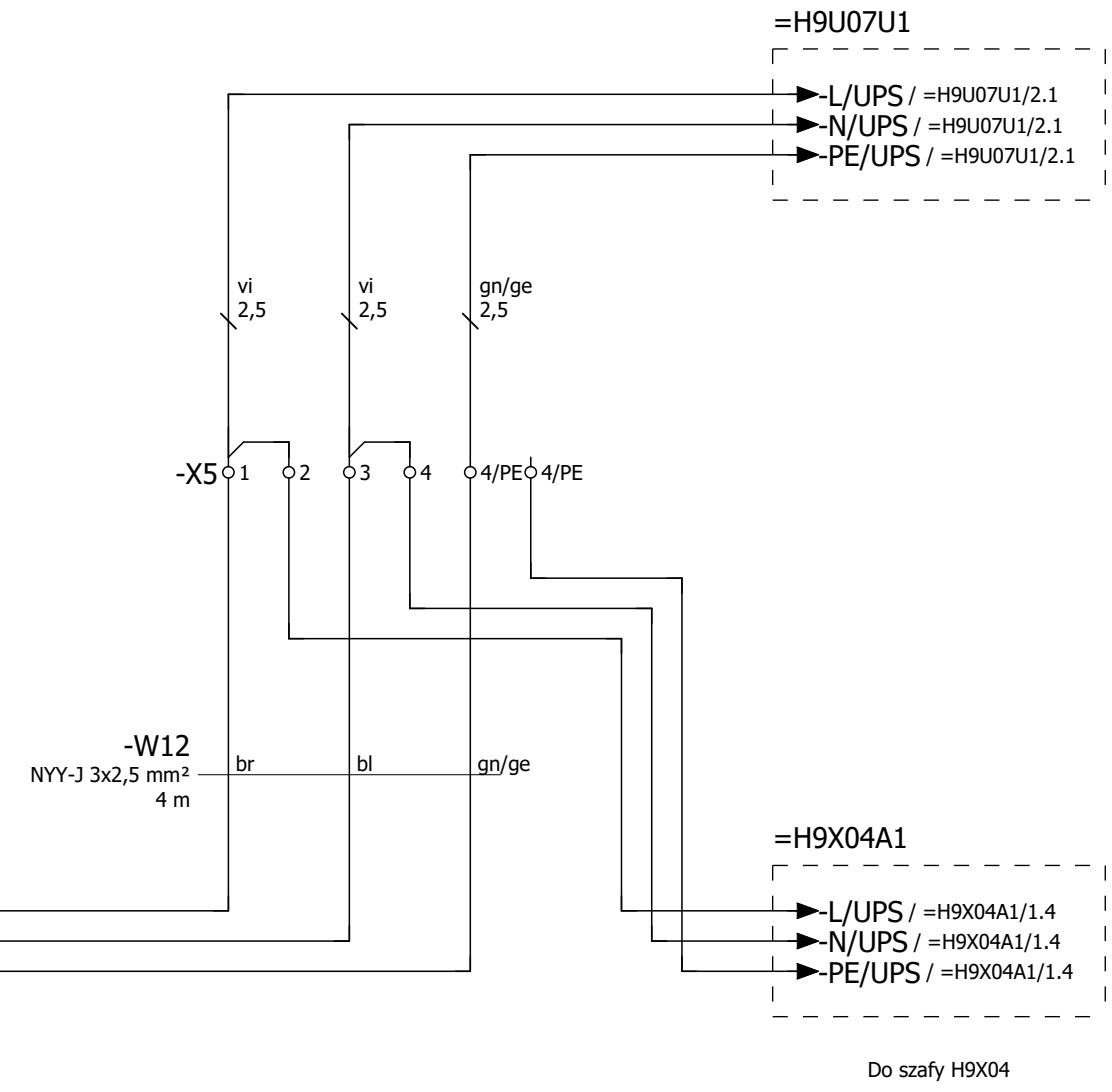 =H9U07U1
-L/UPS / =H9U07U1/2.1
-N/UPS / =H9U07U1/2.1
-PE/UPS / =H9U07U1/2.1
vi vi gn/ge
2,5 2,5 2,5
-X5 1 2 3 4 4/PE 4/PE
-W12
NYY-J 3x2,5 mm²
4 m
br bl gn/ge
=H9X04A1
-L/UPS / =H9X04A1/1.4
-N/UPS / =H9X04A1/1.4
-PE/UPS / =H9X04A1/1.4
Do szafy H9X04